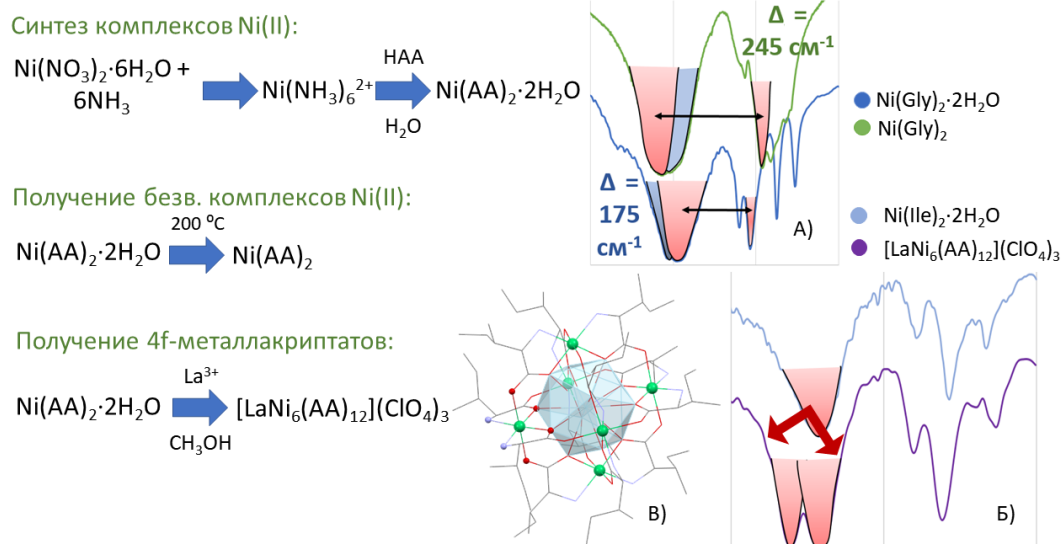 Синтез комплексов Ni(II):
Ni(NO₃)₂·6H₂O +
6NH₃
Ni(NH₃)₆²⁺
HAA
H₂O
Ni(AA)₂·2H₂O
Получение безв. комплексов Ni(II):
Ni(AA)₂·2H₂O
200 ⁰C
Ni(AA)₂
Получение 4f-металлакриптатов:
Ni(AA)₂·2H₂O
La³⁺
CH₃OH
[LaNi₆(AA)₁₂](ClO₄)₃
Δ =
245 см⁻¹
Δ =
175
см⁻¹
А)
Ni(Gly)₂·2H₂O
Ni(Gly)₂
Ni(Ile)₂·2H₂O
[LaNi₆(AA)₁₂](ClO₄)₃
В)
Б)